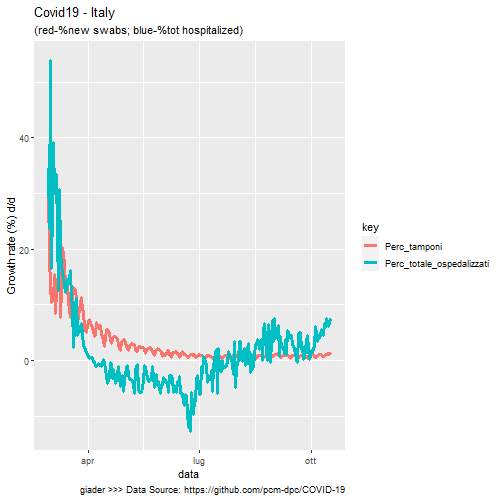 Covid19 - Italy
(red-%new swabs; blue-%tot hospitalized)
Growth rate (%) d/d
40
20
0
apr
lug
ott
data
key
Perc_tamponi
Perc_totale_ospedalizzati
giader >>> Data Source: https://github.com/pcm-dpc/COVID-19